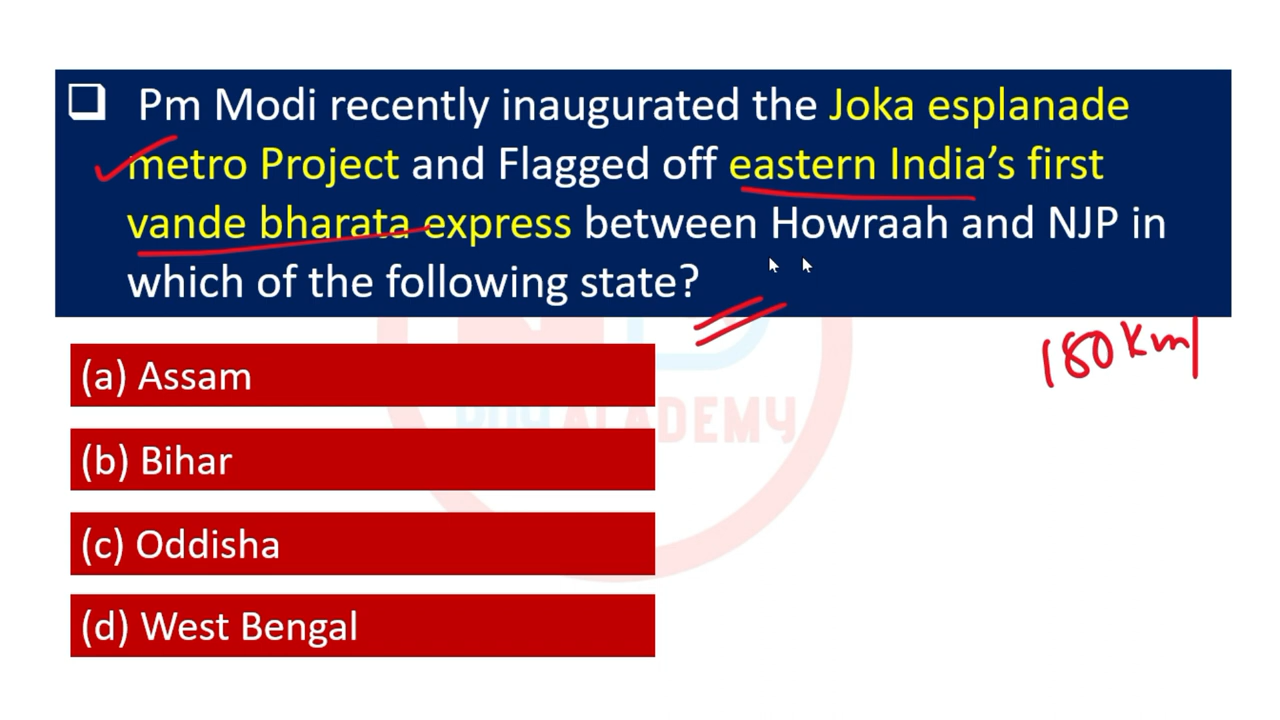 Pm Modi recently inaugurated the Joka esplanade
metro Project and Flagged off eastern India's first
vande bharata express between Howraah and NJP in
which of the following state?
180 Km
(a) Assam
(b) Bihar
ACADEMY
(c) Oddisha
(d) West Bengal